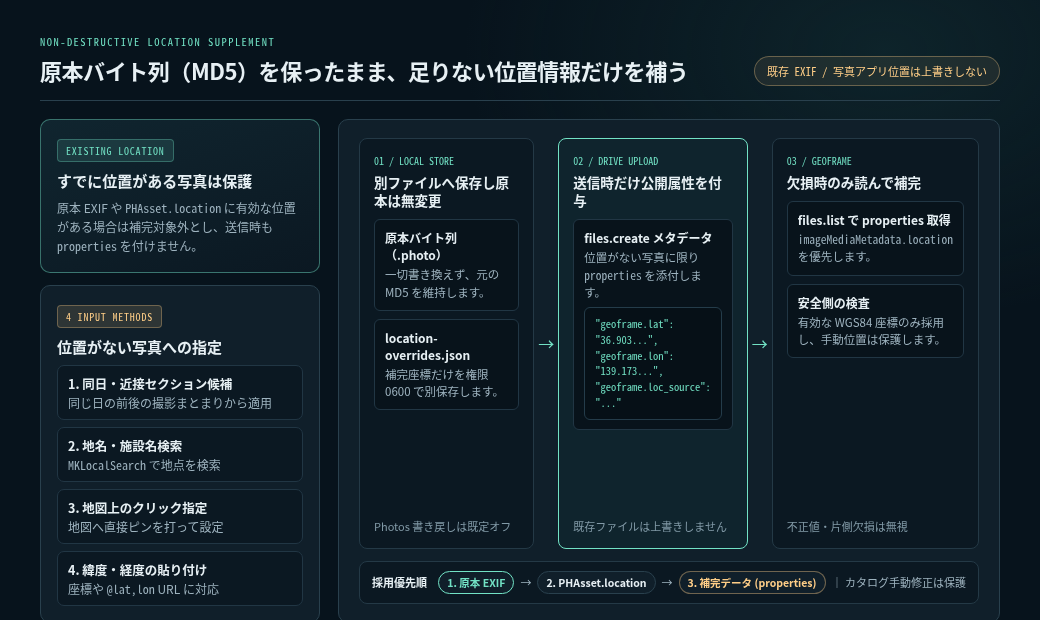 NON-DESTRUCTIVE LOCATION SUPPLEMENT
原本バイト列（MD5）を保ったまま、足りない位置情報だけを補う
既存 EXIF / 写真アプリ位置は上書きしない
EXISTING LOCATION
すでに位置がある写真は保護
原本 EXIF や PHAsset.location に有効な位置
がある場合は補完対象外とし、送信時も
properties を付けません。
4 INPUT METHODS
位置がない写真への指定
1. 同日・近接セクション候補
同じ日の前後の撮影まとまりから適用
2. 地名・施設名検索
MKLocalSearch で地点を検索
3. 地図上のクリック指定
地図へ直接ピンを打って設定
4. 緯度・経度の貼り付け
座標や @lat,lon URL に対応
01 / LOCAL STORE
別ファイルへ保存し原
本は無変更
原本バイト列
（.photo）
一切書き換えず、元の
MD5 を維持します。
location-
overrides.json
補完座標だけを権限
0600 で別保存します。
Photos 書き戻しは既定オフ
→
02 / DRIVE UPLOAD
送信時だけ公開属性を付
与
files.create メタデータ
位置がない写真に限り
properties を添付しま
す。
"geoframe.lat":
"36.903...",
"geoframe.lon":
"139.173...",
"geoframe.loc_source":
"..."
既存ファイルは上書きしません
→
03 / GEOFRAME
欠損時のみ読んで補完
files.list で properties 取得
imageMediaMetadata.location
を優先します。
安全側の検査
有効な WGS84 座標のみ採用
し、手動位置は保護します。
不正値・片側欠損は無視
採用優先順 1. 原本 EXIF → 2. PHAsset.location → 3. 補完データ (properties) | カタログ手動修正は保護